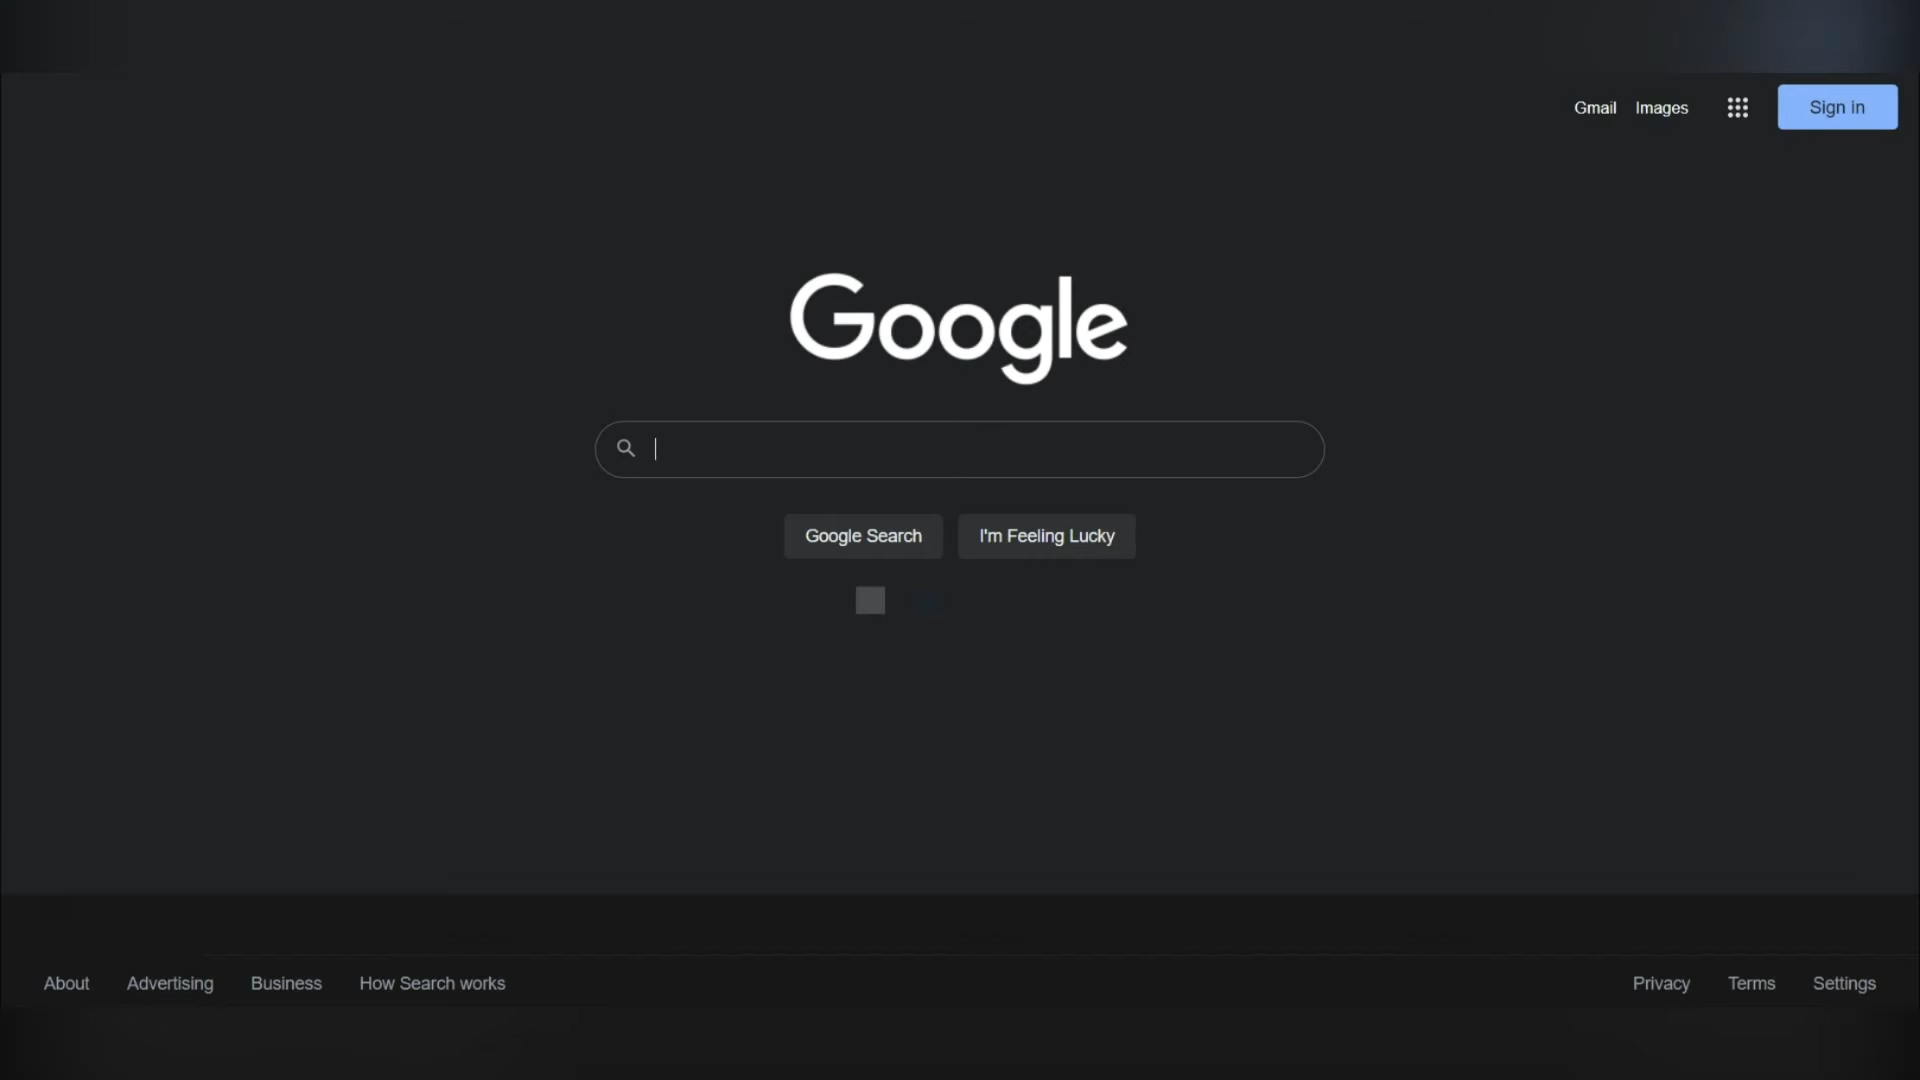 Gmail Images Sign in
Google
Google Search I'm Feeling Lucky
About Advertising Business How Search works Privacy Terms Settings